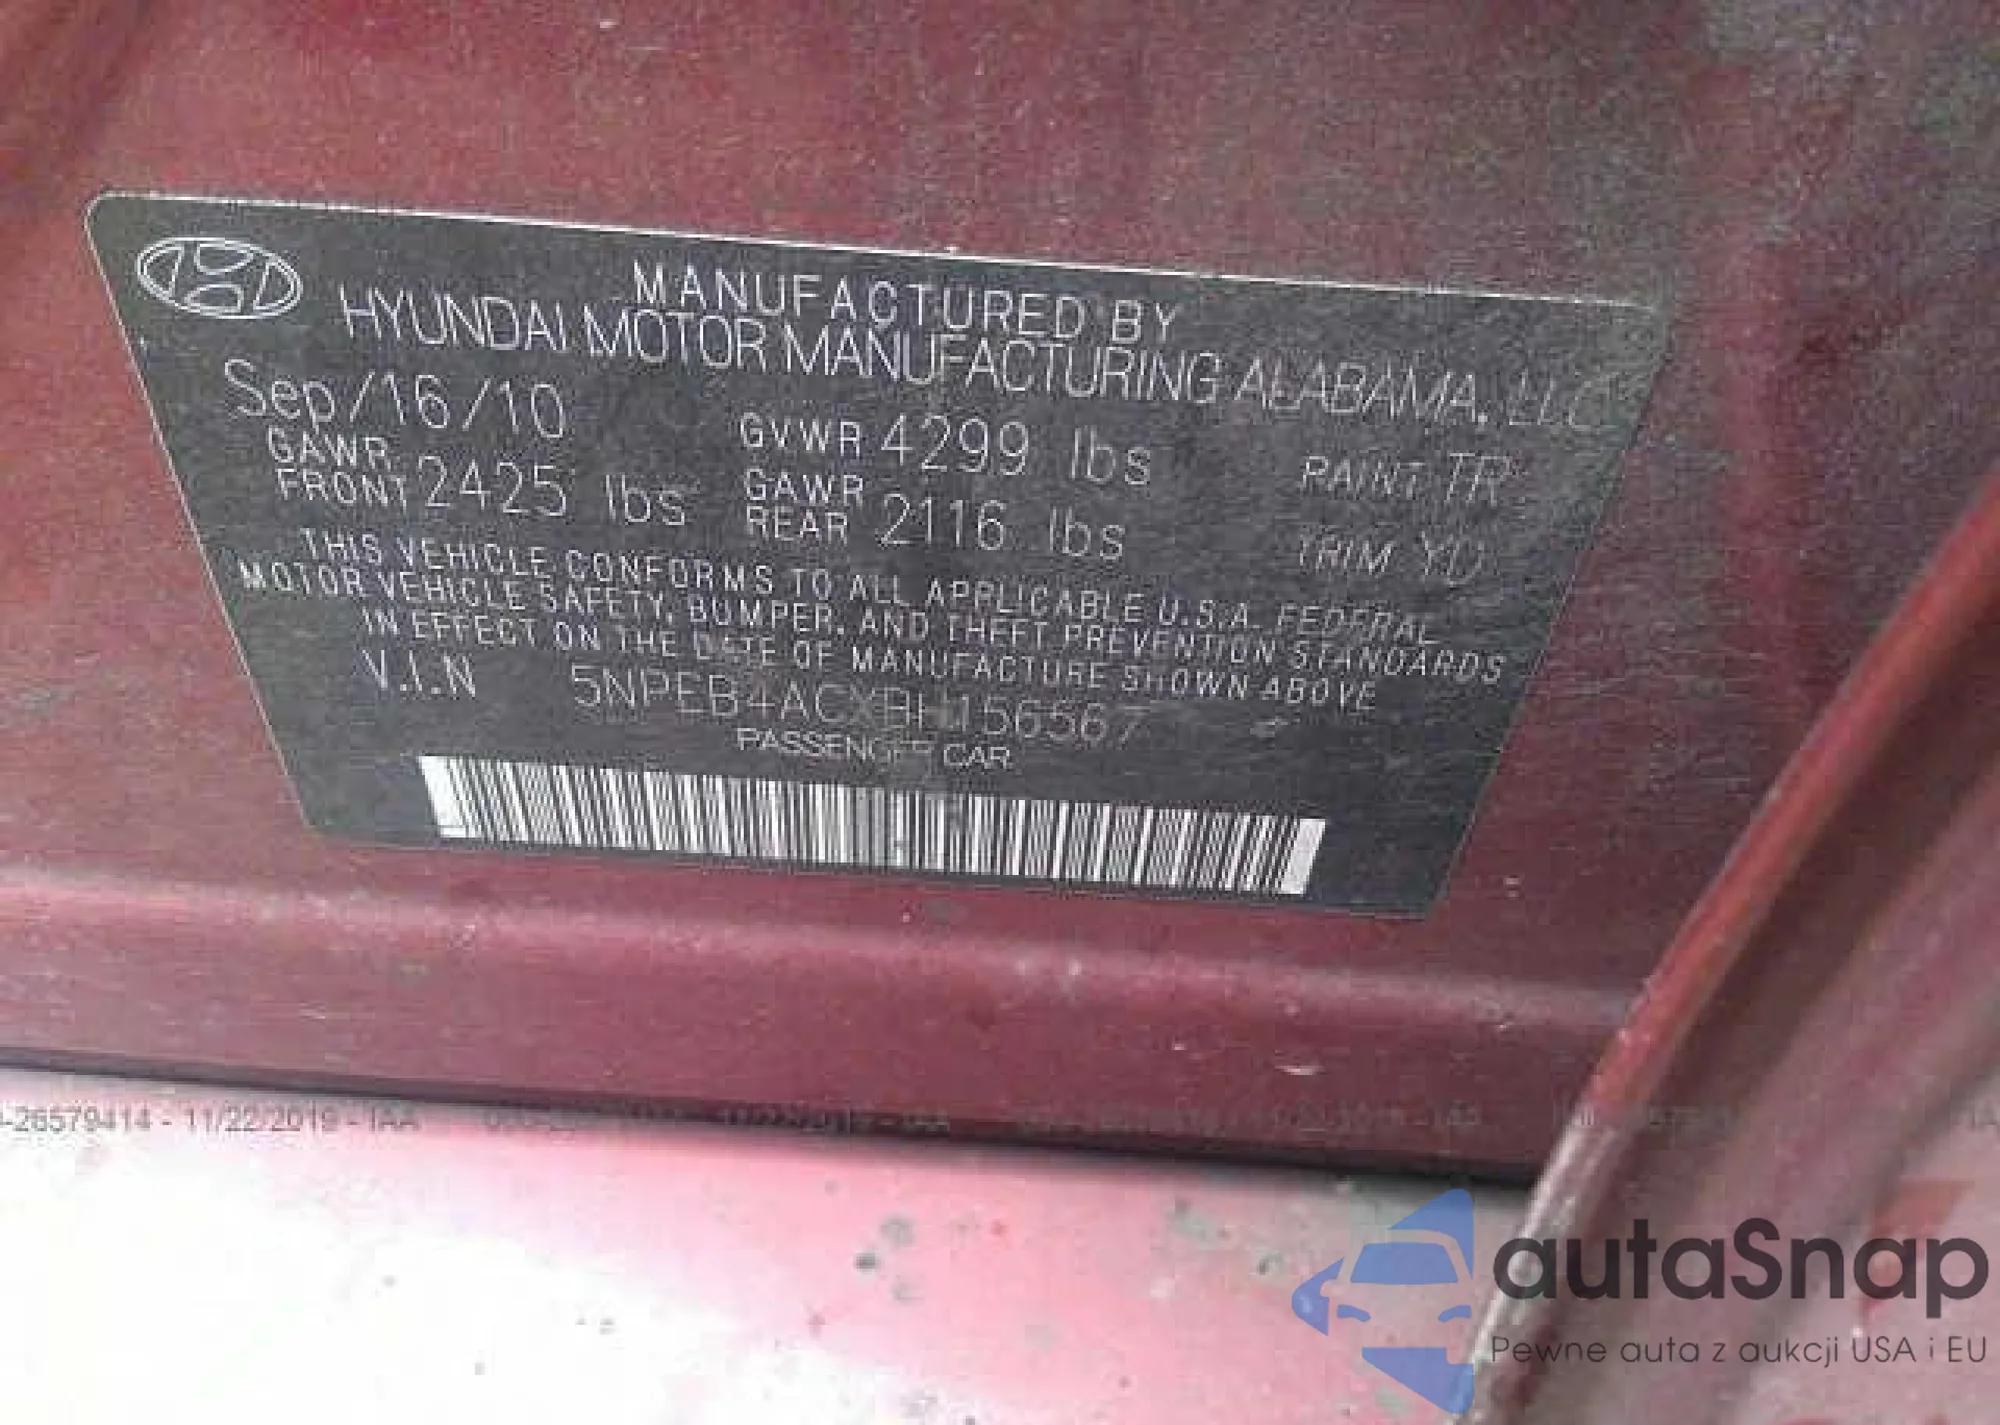 MANUFACTURED BY
HYUNDAI MOTOR MANUFACTURING ALABAMA, LLC
Sep/16/10 GVWR 4299 lbs PAINT TR
GAWR FRONT 2425 lbs GAWR REAR 2116 lbs TRIM YD
THIS VEHICLE CONFORMS TO ALL APPLICABLE U.S.A. FEDERAL
MOTOR VEHICLE SAFETY, BUMPER, AND THEFT PREVENTION STANDARDS
IN EFFECT ON THE DATE OF MANUFACTURE SHOWN ABOVE
V.I.N 5NPEB4ACXBH156567
PASSENGER CAR
-26579414 - 11/22/2019 - IAA
autaSnap
Pewne auta z aukcji USA i EU